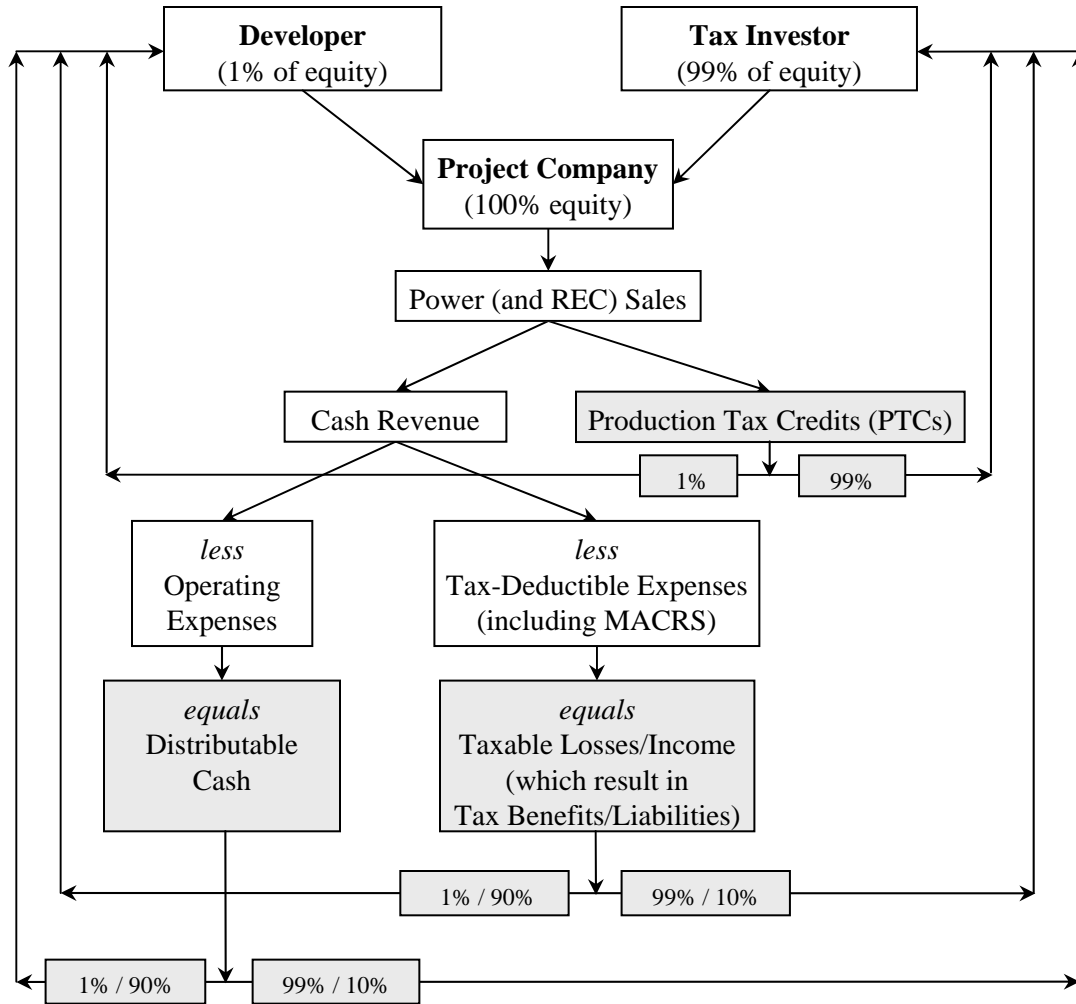 Developer
(1% of equity)
Tax Investor
(99% of equity)
Project Company
(100% equity)
Power (and REC) Sales
Cash Revenue
Production Tax Credits (PTCs)
1%
99%
less
Operating
Expenses
less
Tax-Deductible Expenses
(including MACRS)
equals
Distributable
Cash
equals
Taxable Losses/Income
(which result in
Tax Benefits/Liabilities)
1% / 90%
99% / 10%
1% / 90%
99% / 10%